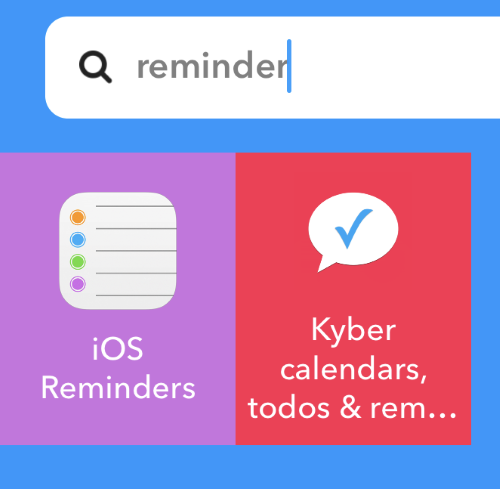 reminder
iOS
Reminders
Kyber
calendars,
todos & rem...